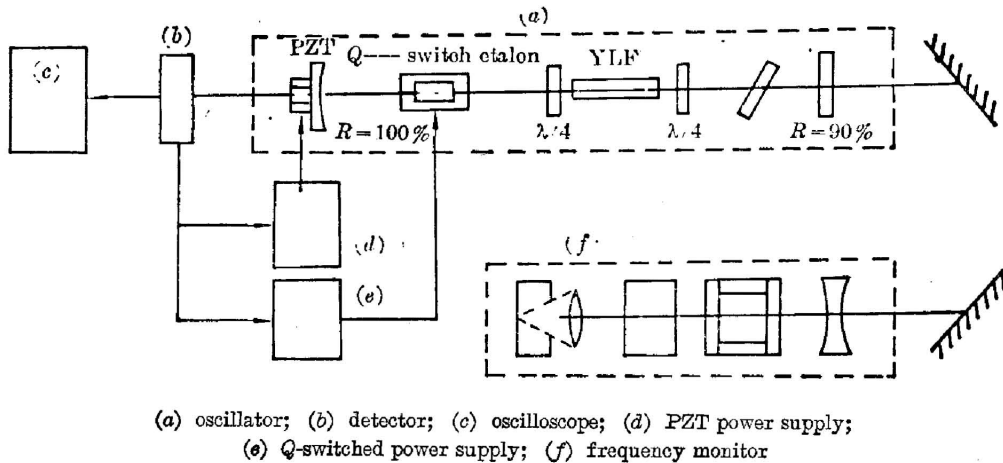 (a)
(b)
PZT
Q—— switch etalon
YLF
(c)
R=100%
λ/4
λ/4
R=90%
(d)
(f
(e)
(a) oscillator; (b) detector; (c) oscilloscope; (d) PZT power supply;
(e) Q-switched power supply; (f) frequency monitor